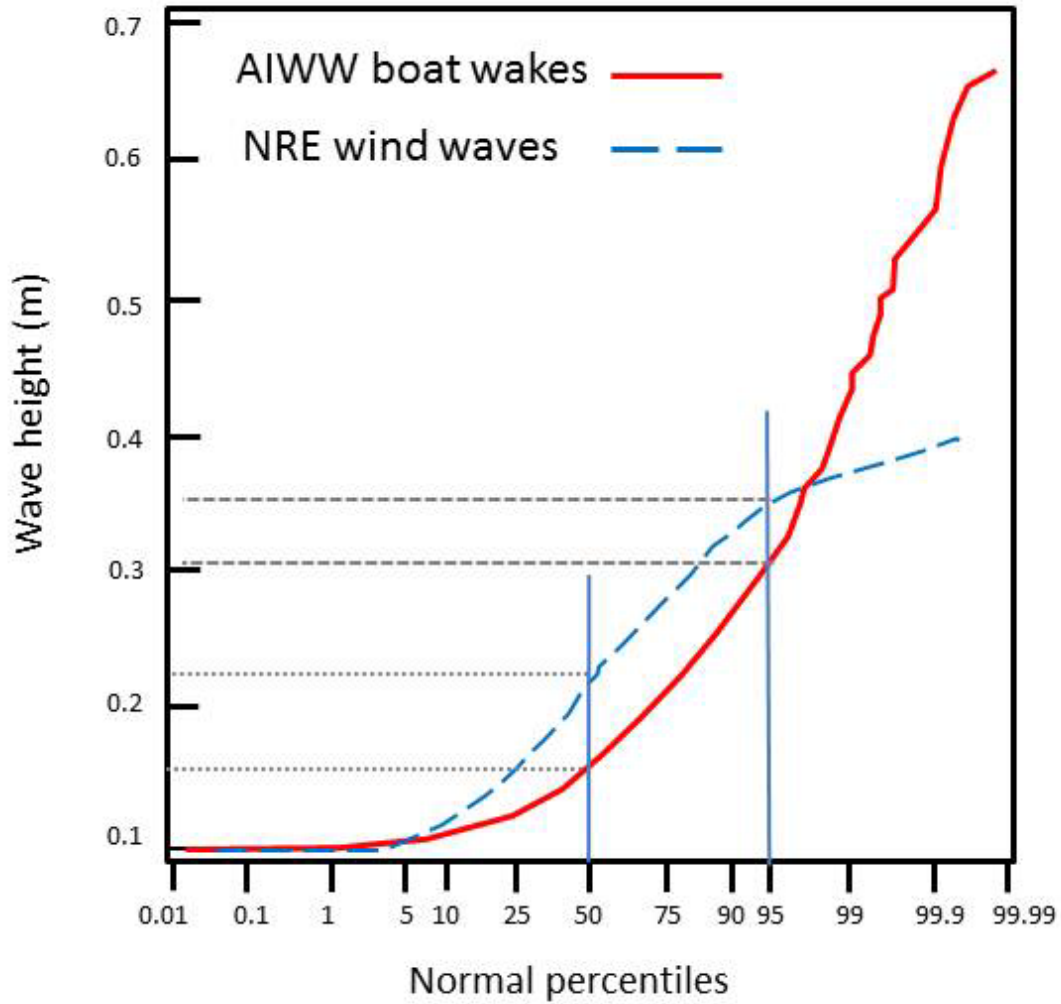 0.7
AIWW boat wakes
NRE wind waves
0.6
0.5
0.4
0.3
0.2
0.1
Wave height (m)
0.01 0.1 1 5 10 25 50 75 90 95 99 99.9 99.99
Normal percentiles